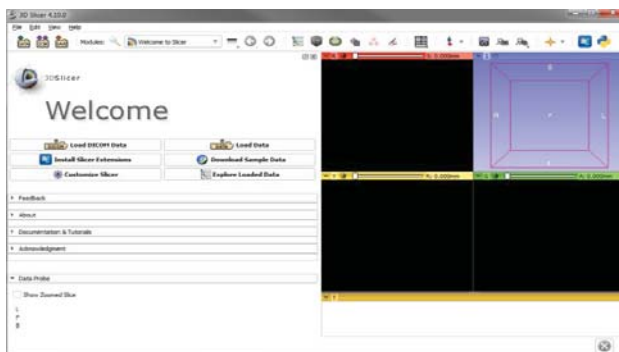 3D Slicer 4.10.0
File Edit View Help
Modules: Welcome to Slicer
3DSlicer
Welcome
Load DICOM Data
Load Data
Install Slicer Extensions
Download Sample Data
Customize Slicer
Explore Loaded Data
Feedback
About
Documentation & Tutorials
Acknowledgment
Data Probe
Show Zoomed Slice
L
F
B